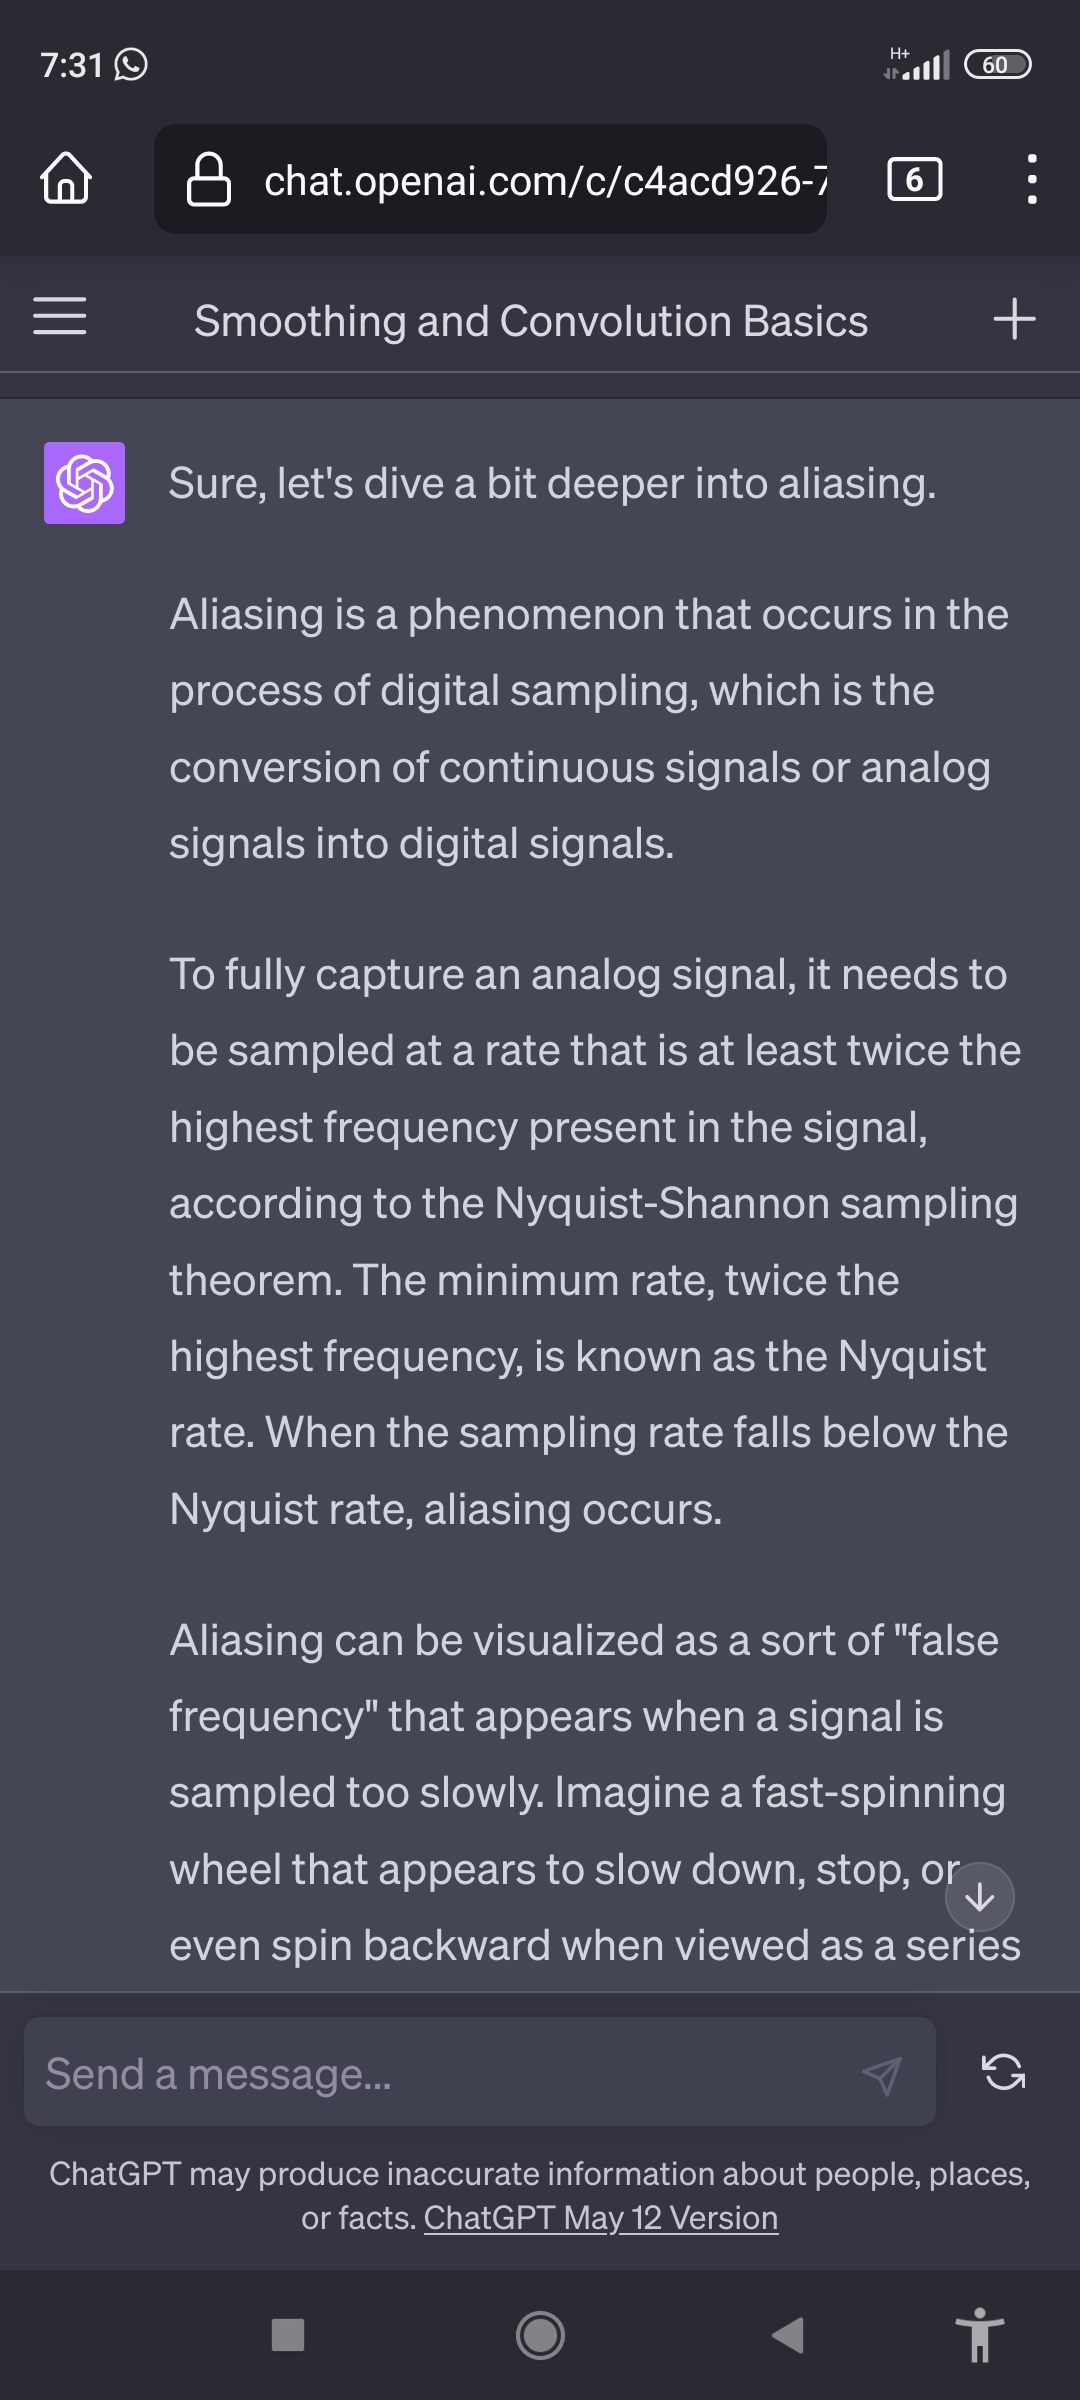 7:31
H+
60
chat.openai.com/c/c4acd926-7
6
Smoothing and Convolution Basics
Sure, let's dive a bit deeper into aliasing.
Aliasing is a phenomenon that occurs in the
process of digital sampling, which is the
conversion of continuous signals or analog
signals into digital signals.
To fully capture an analog signal, it needs to
be sampled at a rate that is at least twice the
highest frequency present in the signal,
according to the Nyquist-Shannon sampling
theorem. The minimum rate, twice the
highest frequency, is known as the Nyquist
rate. When the sampling rate falls below the
Nyquist rate, aliasing occurs.
Aliasing can be visualized as a sort of "false
frequency" that appears when a signal is
sampled too slowly. Imagine a fast-spinning
wheel that appears to slow down, stop, or
even spin backward when viewed as a series
Send a message...
ChatGPT may produce inaccurate information about people, places,
or facts. ChatGPT May 12 Version